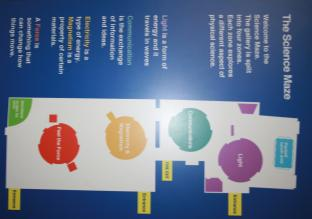 The Science Maze
Welcome to the
Science Maze.
The gallery is split
into four zones.
Each zone explores
a different aspect of
physical science.
Light is a form of
energy and it
travels in waves
Communication
is the exchange
of information
and ideas.
Electricity is a
type of energy.
Magnetism is a
property of certain
materials.
A Force is
something that
can change how
things move.
Light
Communication
Electricity &
Magnetism
Feel the Force
Entrance
Entrance
Entrance